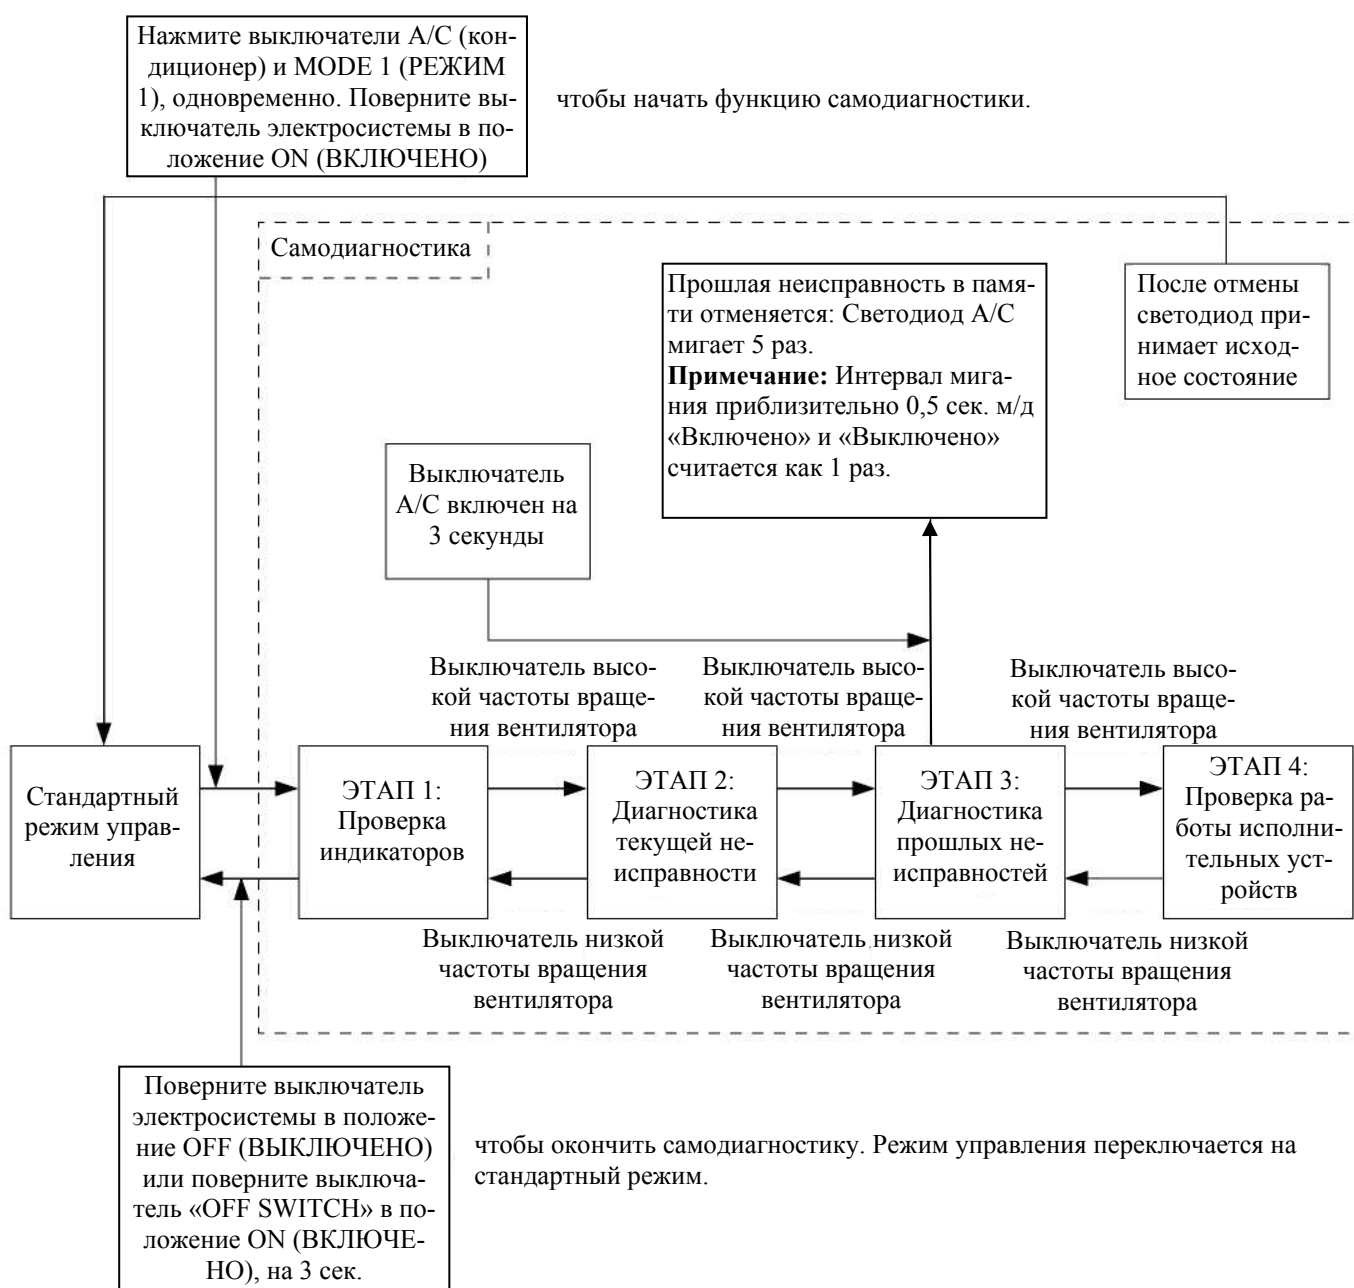 Нажмите выключатели A/C (кон-
диционер) и MODE 1 (РЕЖИМ
1), одновременно. Поверните вы-
ключатель электросистемы в по-
ложение ON (ВКЛЮЧЕНО)
чтобы начать функцию самодиагностики.
Самодиагностика
Прошлая неисправность в памя-
ти отменяется: Светодиод A/C
мигает 5 раз.
Примечание: Интервал мига-
ния приблизительно 0,5 сек. м/д
«Включено» и «Выключено»
считается как 1 раз.
После отмены
светодиод при-
нимает исход-
ное состояние
Выключатель
A/C включен на
3 секунды
Выключатель высо-
кой частоты враще-
ния вентилятора
Выключатель высо-
кой частоты враще-
ния вентилятора
Выключатель высо-
кой частоты враще-
ния вентилятора
Стандартный
режим управ-
ления
ЭТАП 1:
Проверка
индикаторов
ЭТАП 2:
Диагностика
текущей не-
исправности
ЭТАП 3:
Диагностика
прошлых не-
исправностей
ЭТАП 4:
Проверка ра-
боты исполни-
тельных уст-
ройств
Выключатель низкой
частоты вращения
вентилятора
Выключатель низкой
частоты вращения
вентилятора
Выключатель низкой
частоты вращения
вентилятора
Поверните выключатель
электросистемы в положе-
ние OFF (ВЫКЛЮЧЕНО)
или поверните выключа-
тель «OFF SWITCH» в по-
ложение ON (ВКЛЮЧЕ-
НО), на 3 сек.
чтобы окончить самодиагностику. Режим управления переключается на
стандартный режим.